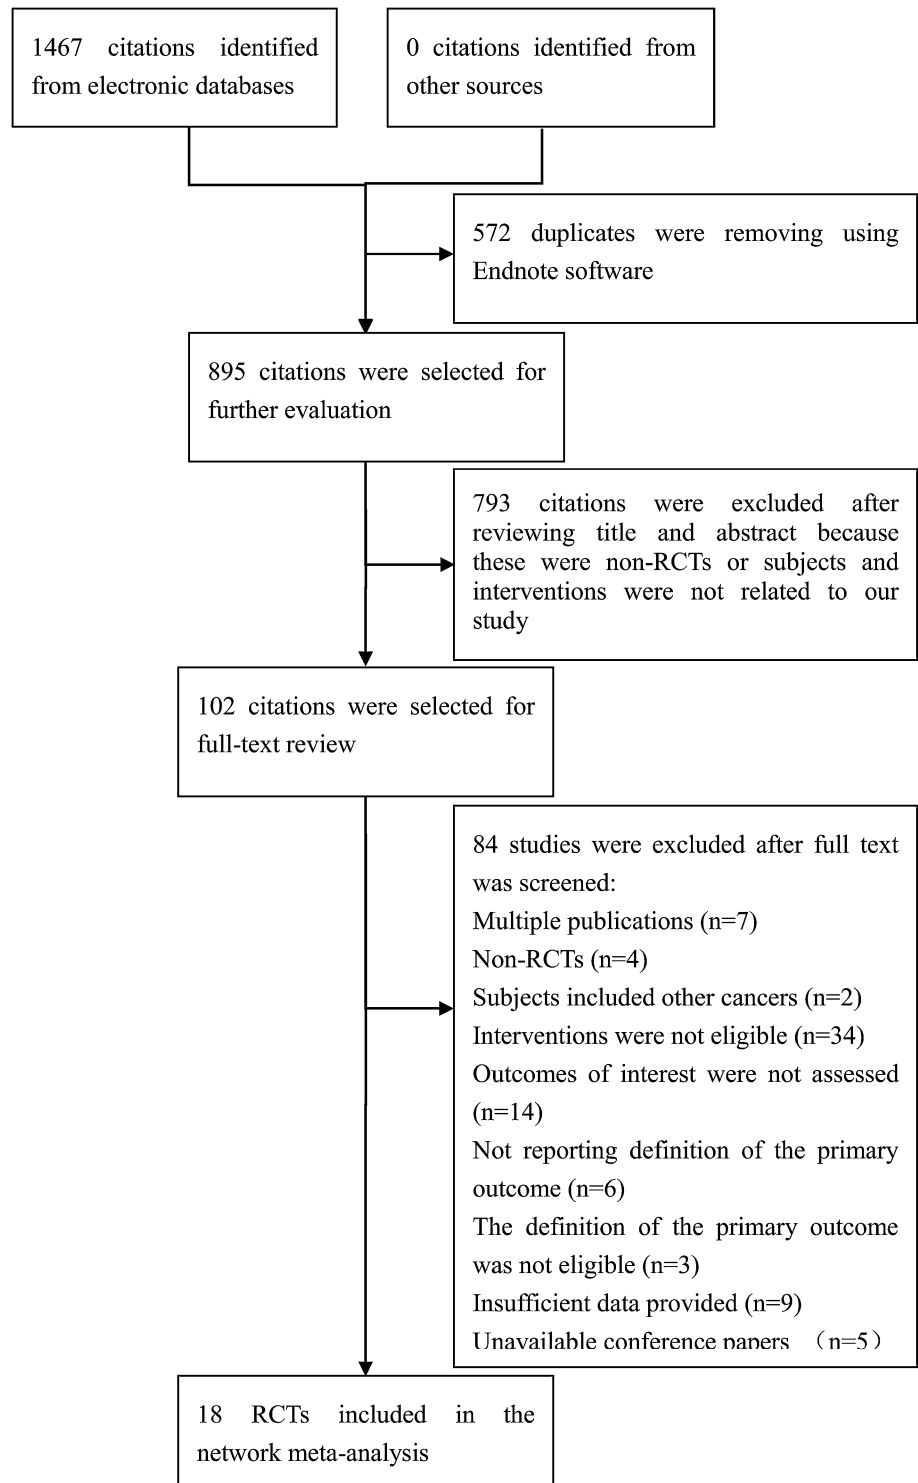 1467 citations identified
from electronic databases
0 citations identified from
other sources
572 duplicates were removing using
Endnote software
895 citations were selected for
further evaluation
793 citations were excluded after
reviewing title and abstract because
these were non-RCTs or subjects and
interventions were not related to our
study
102 citations were selected for
full-text review
84 studies were excluded after full text
was screened:
Multiple publications (n=7)
Non-RCTs (n=4)
Subjects included other cancers (n=2)
Interventions were not eligible (n=34)
Outcomes of interest were not assessed
(n=14)
Not reporting definition of the primary
outcome (n=6)
The definition of the primary outcome
was not eligible (n=3)
Insufficient data provided (n=9)
Unavailable conference papers （n=5）
18 RCTs included in the
network meta-analysis